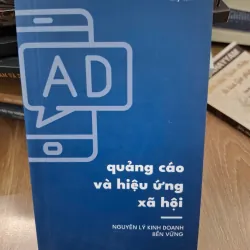 AD
quảng cáo
và hiệu ứng
xã hội
NGUYÊN LÝ KINH DOANH
BỀN VỮNG